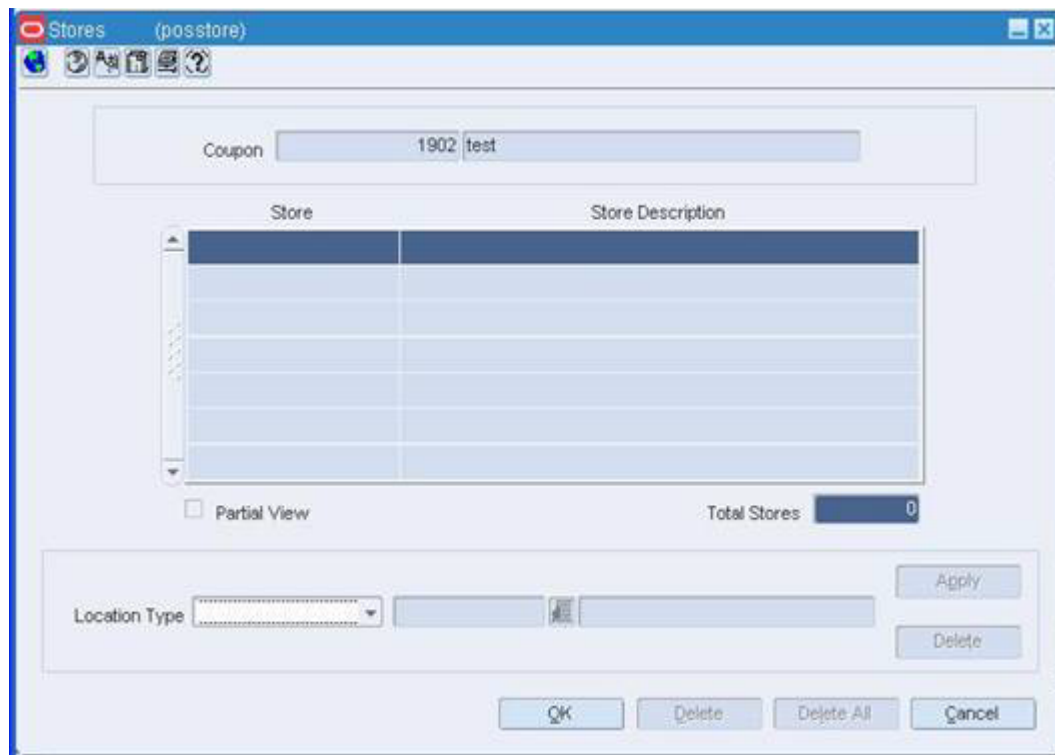 Stores (posstore)
Coupon 1902 test
Store Store Description
Partial View Total Stores 0
Apply
Location Type
Delete
OK Delete Delete All Cancel